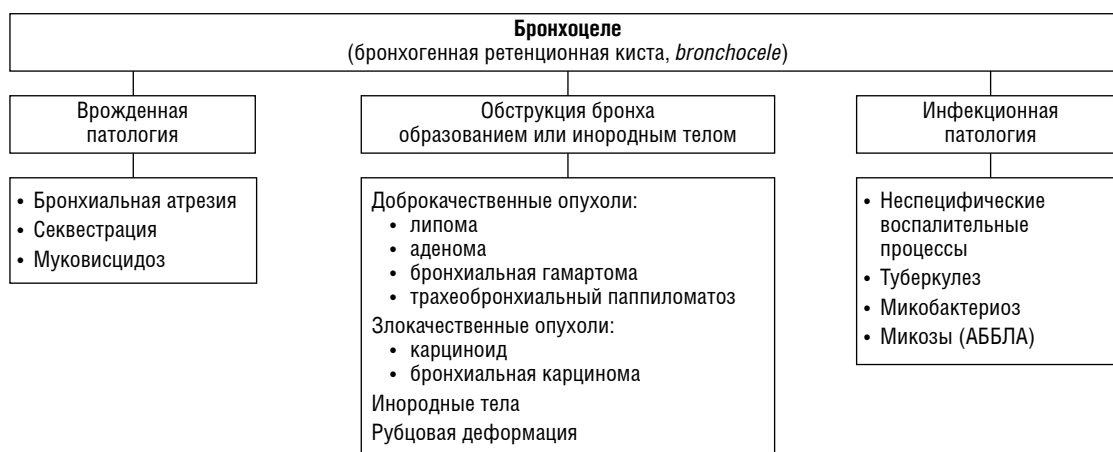 Бронхоцеле
(бронхогенная ретенционная киста, bronchocele)
Врожденная
патология
• Бронхиальная атрезия
• Секвестрация
• Муковисцидоз
Обструкция бронха
образованием или инородным телом
Доброкачественные опухоли:
• липома
• аденома
• бронхиальная гамартома
• трахеобронхиальный паппиломатоз
Злокачественные опухоли:
• карциноид
• бронхиальная карцинома
Инородные тела
Рубцовая деформация
Инфекционная
патология
• Неспецифические
воспалительные
процессы
• Туберкулез
• Микобактериоз
• Микозы (АББЛА)